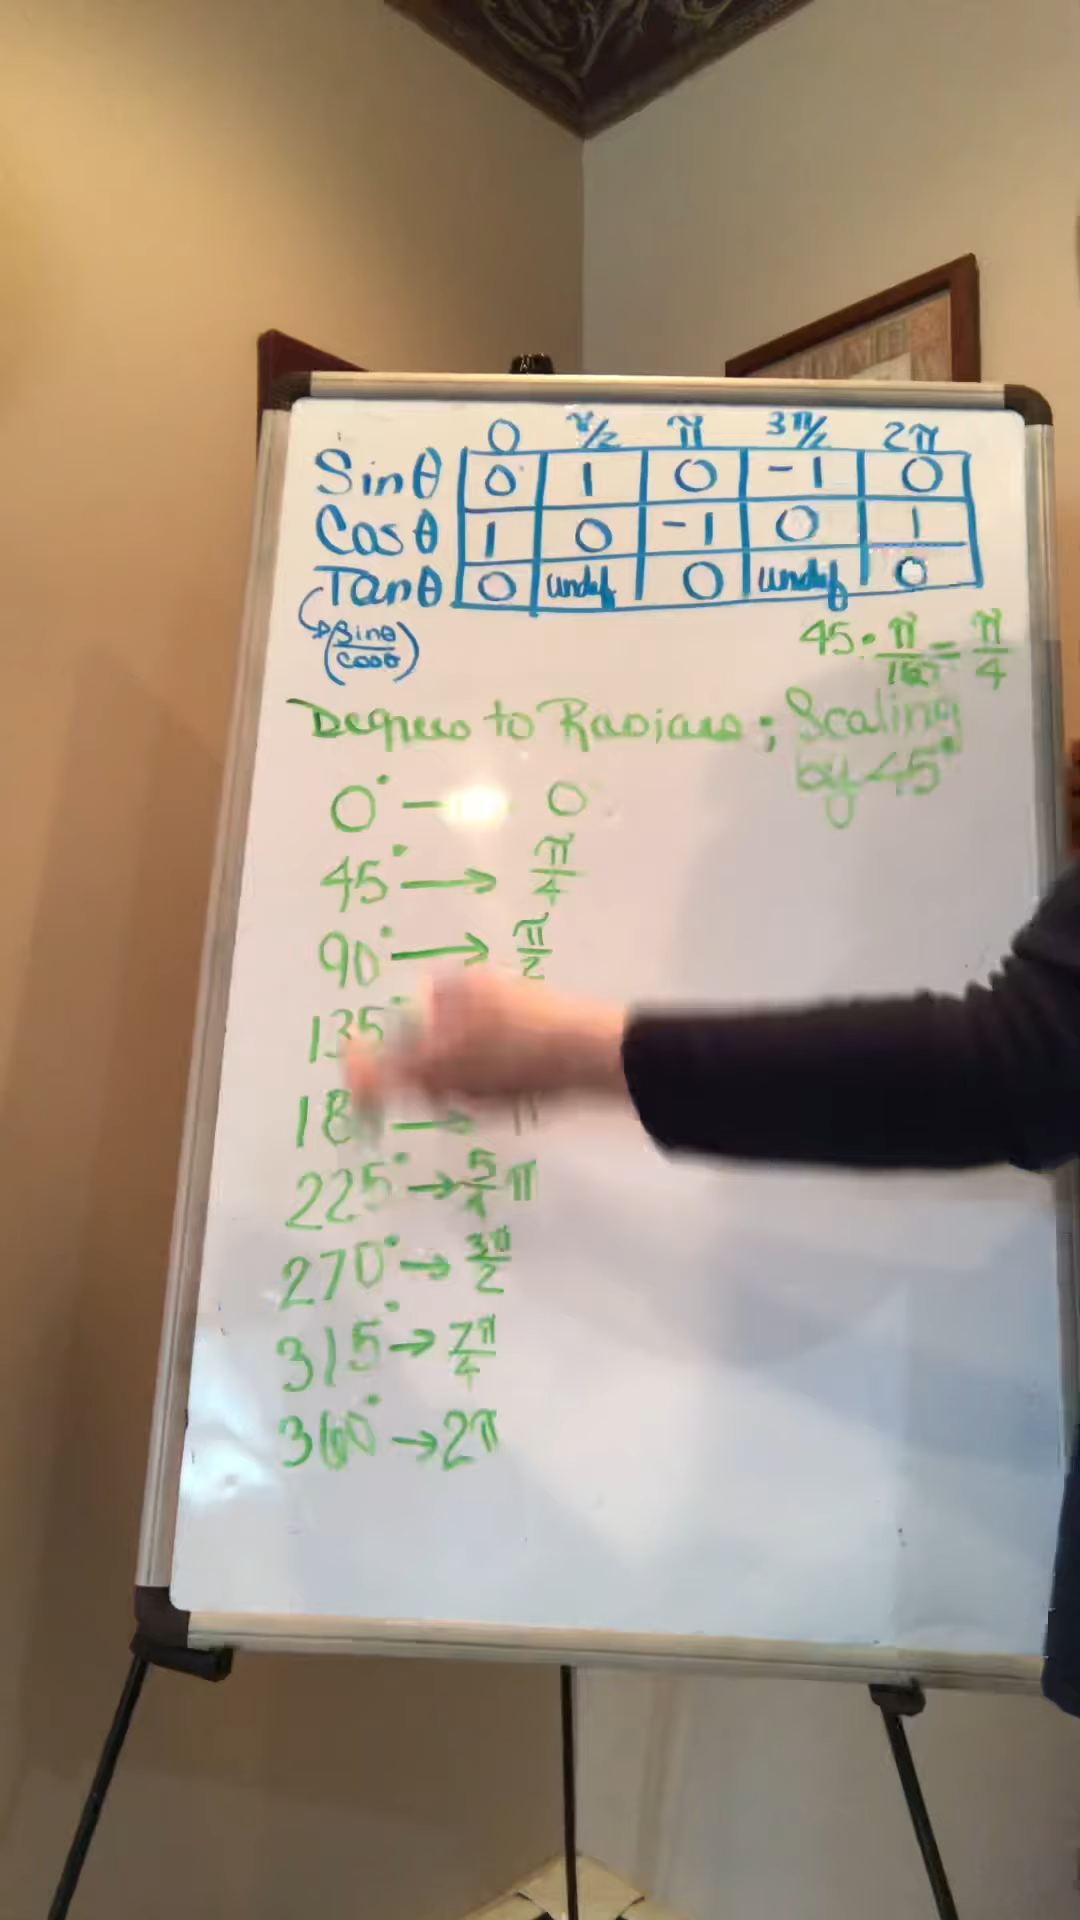 0 π/2 π 3π/2 2π
Sinθ 0 1 0 -1 0
Cosθ 1 0 -1 0 1
Tanθ 0 undef 0 undef 0
(sinθ/cosθ)
45 · π/180 = π/4
Degrees to Radians; Scaling
by 45°
0° → 0
45° → π/4
90° → π/2
135°
18 → π
225° → 5/4 π
270° → 3π/2
315° → 7π/4
360° → 2π